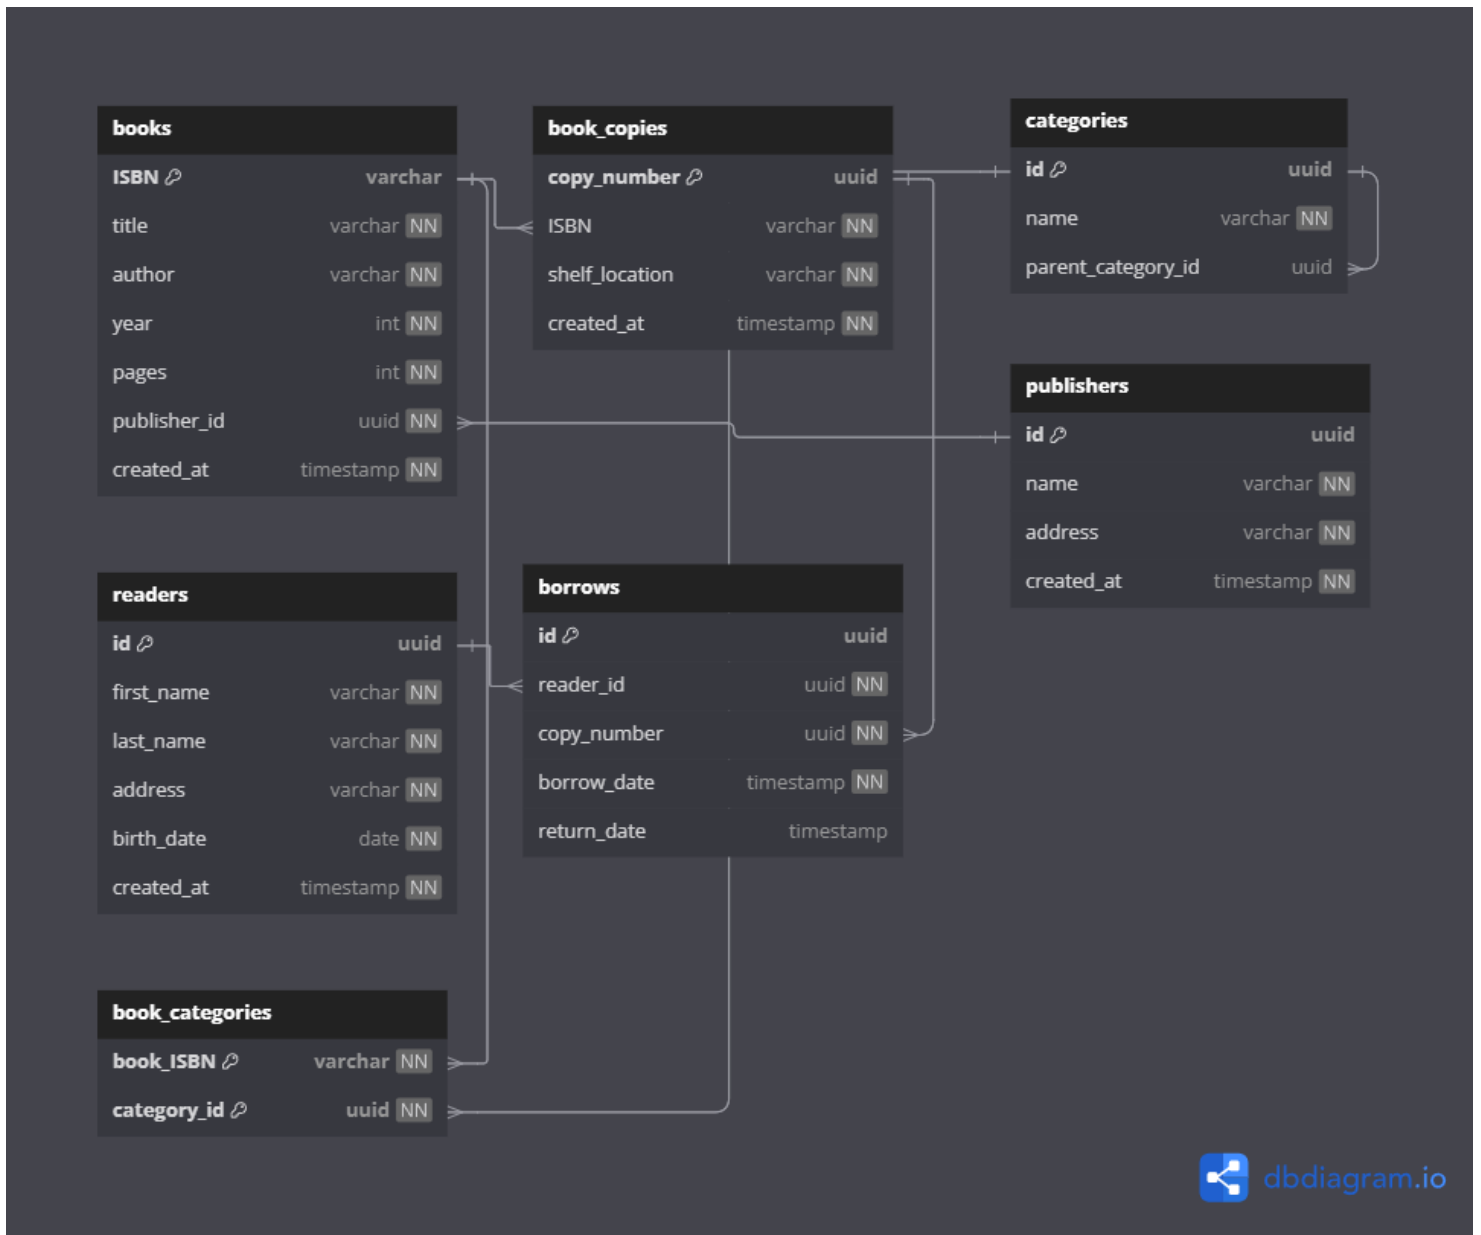 books
ISBN varchar
title varchar NN
author varchar NN
year int NN
pages int NN
publisher_id uuid NN
created_at timestamp NN
book_copies
copy_number uuid
ISBN varchar NN
shelf_location varchar NN
created_at timestamp NN
categories
id uuid
name varchar NN
parent_category_id uuid
publishers
id uuid
name varchar NN
address varchar NN
created_at timestamp NN
readers
id uuid
first_name varchar NN
last_name varchar NN
address varchar NN
birth_date date NN
created_at timestamp NN
borrows
id uuid
reader_id uuid NN
copy_number uuid NN
borrow_date timestamp NN
return_date timestamp
book_categories
book_ISBN varchar NN
category_id uuid NN
dbdiagram.io